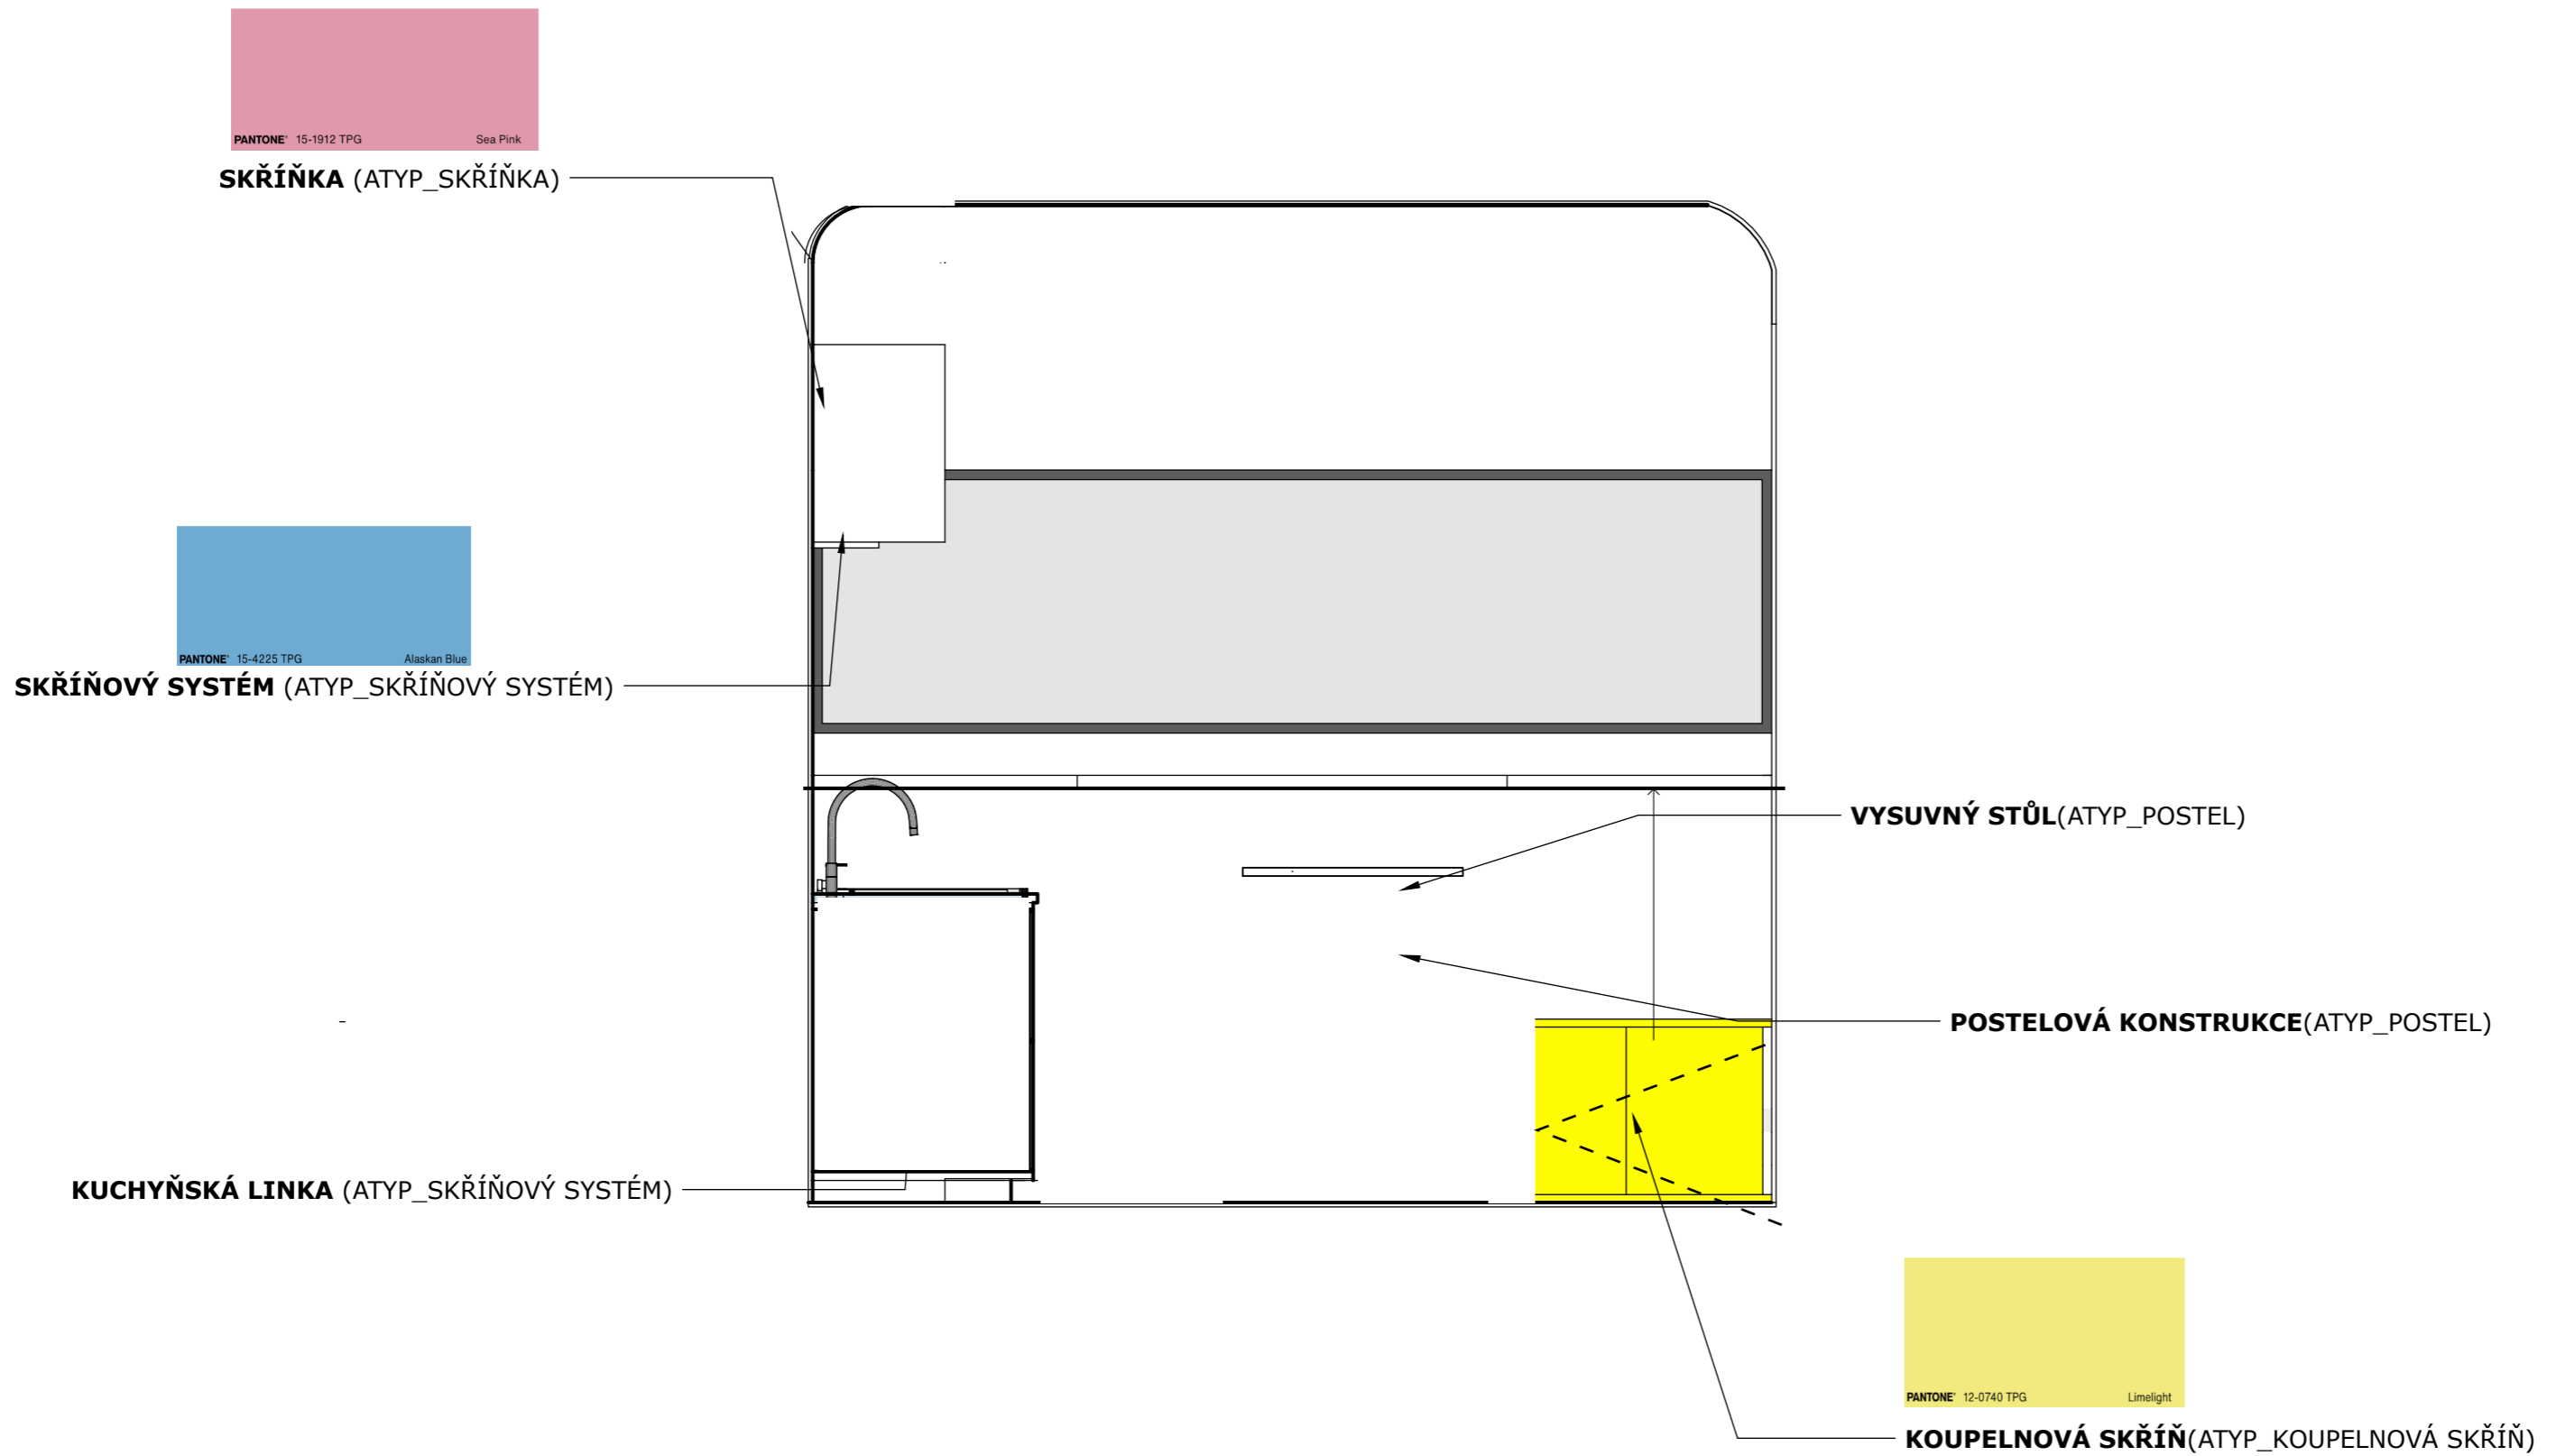 PANTONE® 15-1912 TPG Sea Pink
SKŘÍŇKA (ATYP_SKŘÍŇKA)
PANTONE® 15-4225 TPG Alaskan Blue
SKŘÍŇOVÝ SYSTÉM (ATYP_SKŘÍŇOVÝ SYSTÉM)
VYSUVNÝ STŮL(ATYP_POSTEL)
POSTELOVÁ KONSTRUKCE(ATYP_POSTEL)
KUCHYŇSKÁ LINKA (ATYP_SKŘÍŇOVÝ SYSTÉM)
PANTONE® 12-0740 TPG Limelight
KOUPELNOVÁ SKŘÍŇ(ATYP_KOUPELNOVÁ SKŘÍŇ)